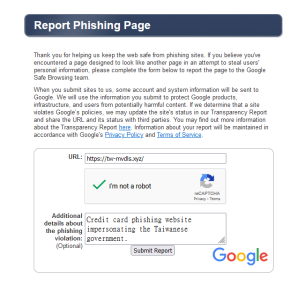 Report Phishing Page
Thank you for helping us keep the web safe from phishing sites. If you believe you've
encountered a page designed to look like another page in an attempt to steal users'
personal information, please complete the form below to report the page to the Google
Safe Browsing team.
When you submit sites to us, some account and system information will be sent to
Google. We will use the information you submit to protect Google products,
infrastructure, and users from potentially harmful content. If we determine that a site
violates Google's policies, we may update the site's status in our Transparency Report
and share the URL and its status with third parties. You may find out more information
about the Transparency Report here. Information about your report will be maintained in
accordance with Google's Privacy Policy and Terms of Service.
URL: https://tw-mvdis.xyz/
I'm not a robot
reCAPTCHA
Privacy - Terms
Additional
details about
the phishing
violation:
(Optional)
Credit card phishing website
impersonating the Taiwanese
government.
Submit Report
Google